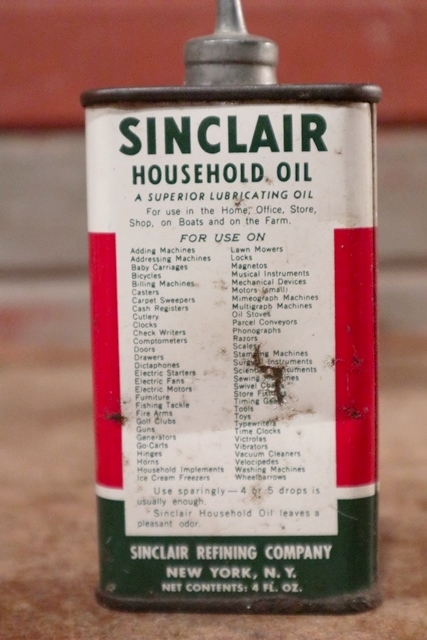 SINCLAIR
HOUSEHOLD OIL
A SUPERIOR LUBRICATING OIL
For use in the Home, Office, Store,
Shop, on Boats and on the Farm.
FOR USE ON
Adding Machines
Addressing Machines
Baby Carriages
Bicycles
Billing Machines
Casters
Carpet Sweepers
Cash Registers
Cutlery
Clocks
Check Writers
Comptometers
Doors
Drawers
Dictaphones
Electric Starters
Electric Fans
Electric Motors
Furniture
Fishing Tackle
Fire Arms
Golf Clubs
Guns
Generators
Go-Carts
Hinges
Horns
Household Implements
Ice Cream Freezers
Lawn Mowers
Locks
Magnetos
Musical Instruments
Mechanical Devices
Motors (small)
Mimeograph Machines
Multigraph Machines
Oil Stoves
Parcel Conveyors
Phonographs
Razors
Scales
Machines
Instruments
Sewing
Swivel
Store
Timing
Tools
Toys
Typewriters
Time Clocks
Victrolas
Vibrators
Vacuum Cleaners
Velocipedes
Washing Machines
Wheelbarrows
Use sparingly—4 or 5 drops is
usually enough.
Sinclair Household Oil leaves a
pleasant odor.
SINCLAIR REFINING COMPANY
NEW YORK, N. Y.
NET CONTENTS: 4 FL. OZ.